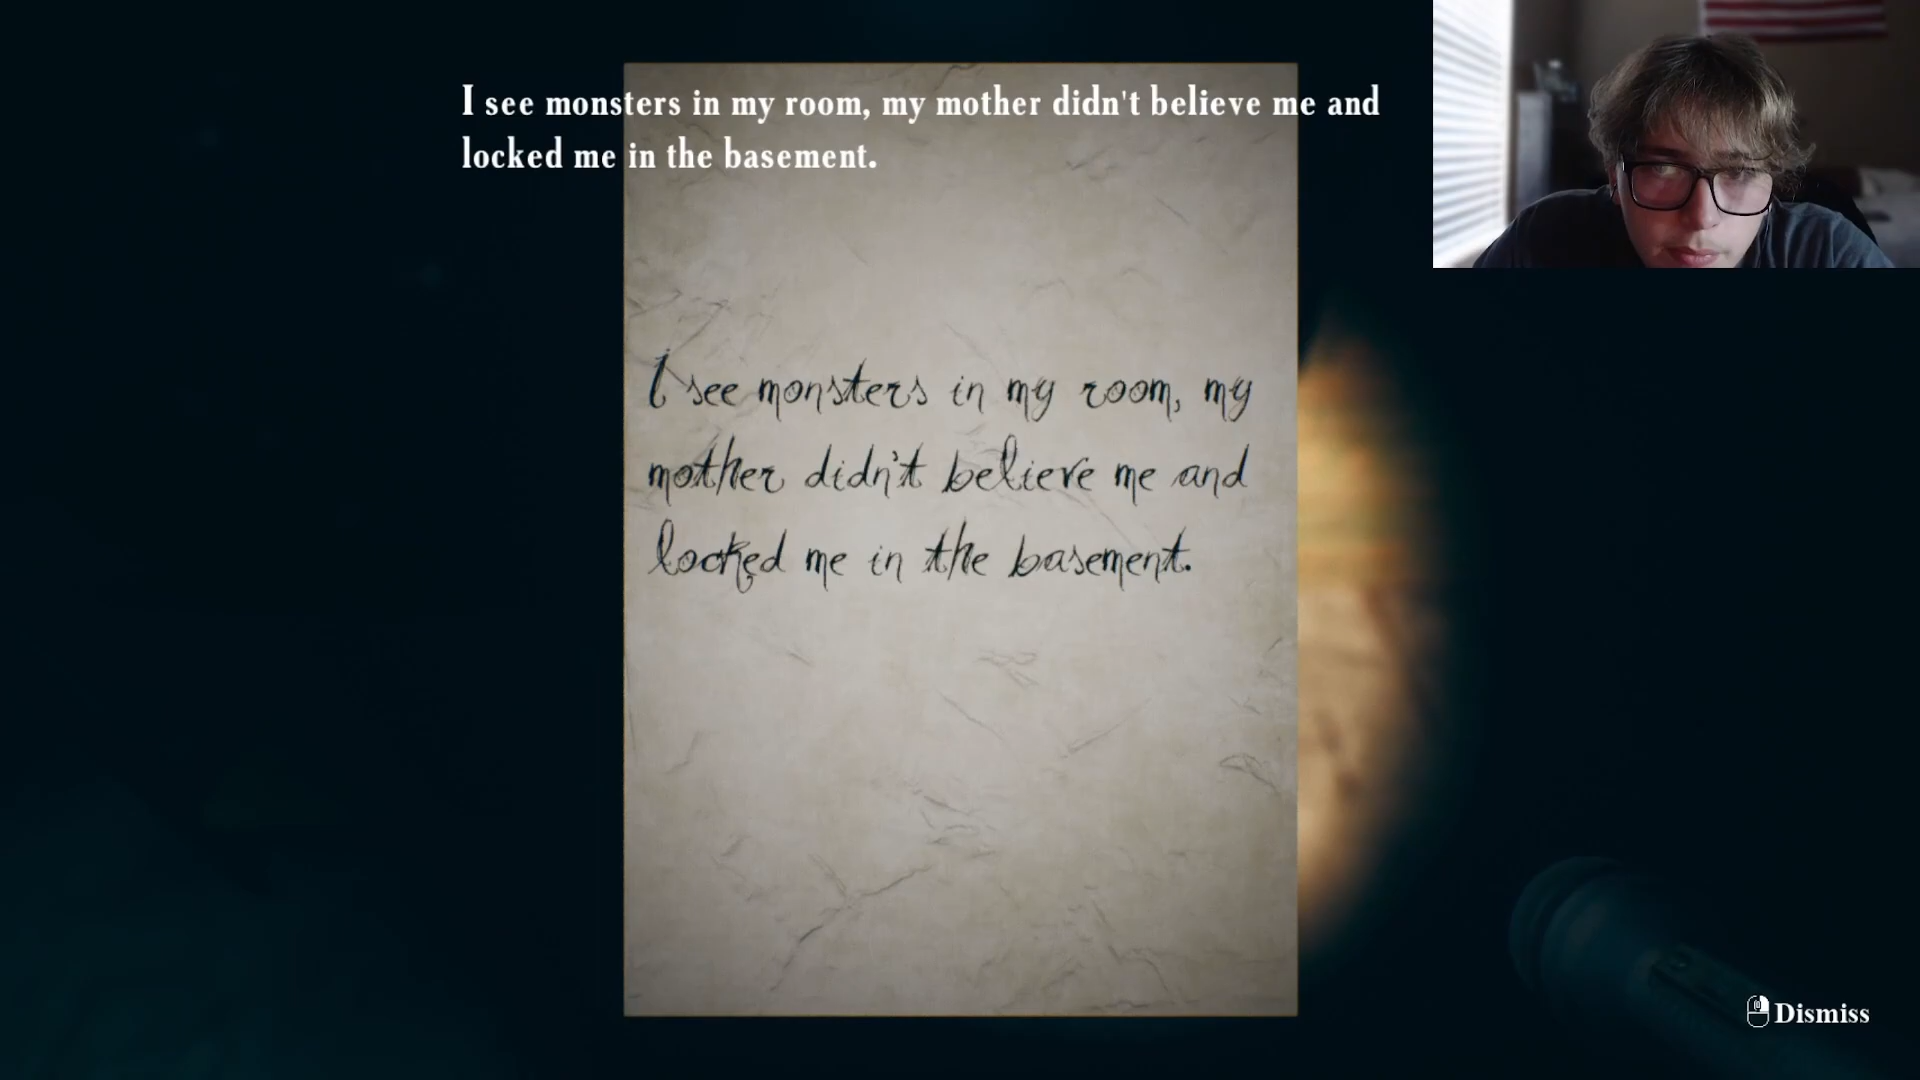 I see monsters in my room, my mother didn't believe me and
locked me in the basement.
I see monsters in my room, my
mother didn't believe me and
locked me in the basement.
Dismiss